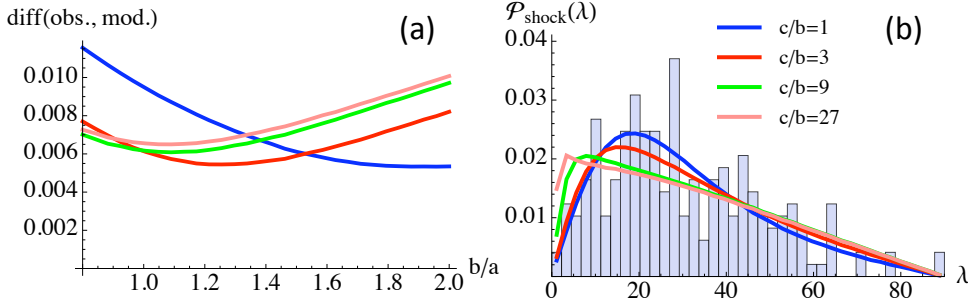 diff(obs., mod.)
(a)
0.010
0.008
0.006
0.004
0.002
1.0 1.2 1.4 1.6 1.8 2.0
b/a
𝒫shock(λ)
(b)
0.04
0.03
0.02
0.01
c/b=1
c/b=3
c/b=9
c/b=27
0 20 40 60 80
λ